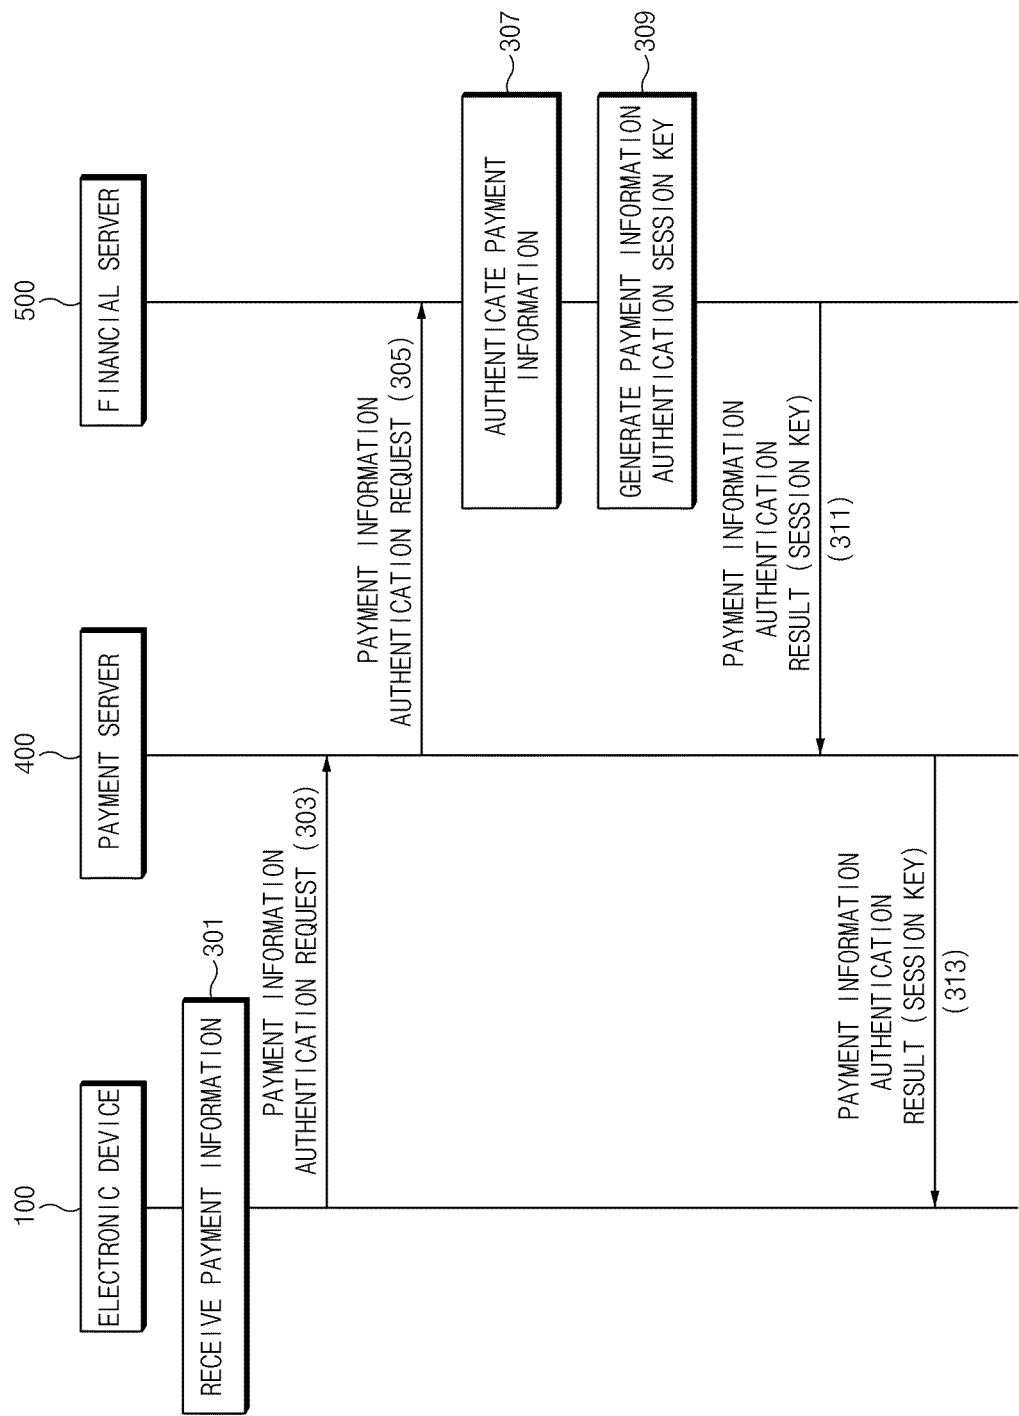 100
400
500
ELECTRONIC DEVICE
PAYMENT SERVER
FINANCIAL SERVER
RECEIVE PAYMENT INFORMATION
301
PAYMENT INFORMATION
AUTHENTICATION REQUEST (303)
PAYMENT INFORMATION
AUTHENTICATION REQUEST (305)
AUTHENTICATE PAYMENT
INFORMATION
307
GENERATE PAYMENT INFORMATION
AUTHENTICATION SESSION KEY
309
PAYMENT INFORMATION
AUTHENTICATION
RESULT (SESSION KEY)
(311)
PAYMENT INFORMATION
AUTHENTICATION
RESULT (SESSION KEY)
(313)